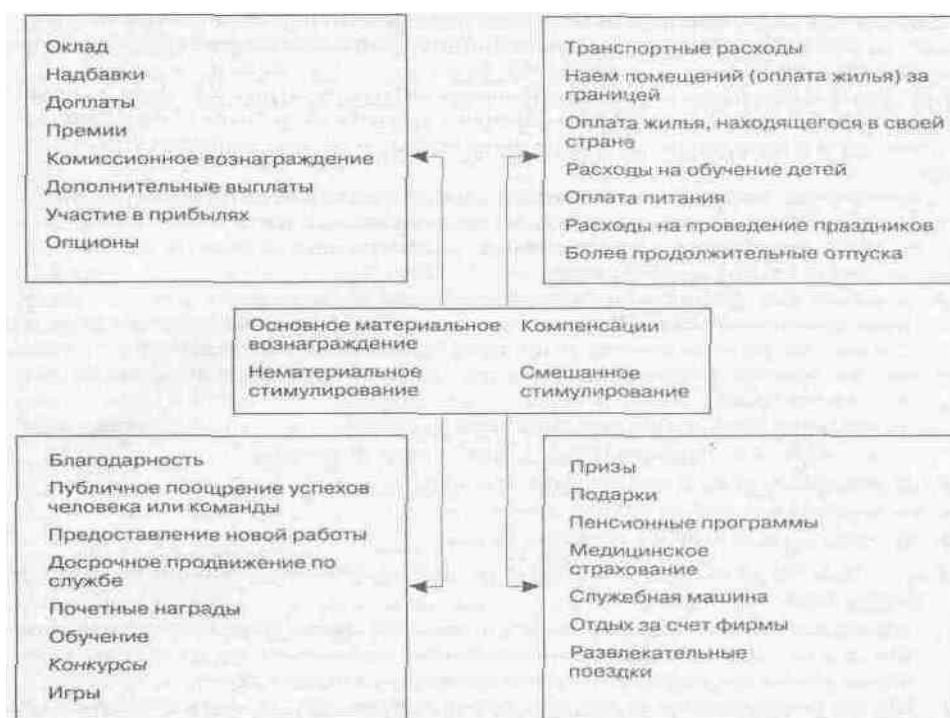 Оклад
Надбавки
Доплаты
Премии
Комиссионное вознаграждение
Дополнительные выплаты
Участие в прибылях
Опционы
Транспортные расходы
Наем помещений (оплата жилья) за
границей
Оплата жилья, находящегося в своей
стране
Расходы на обучение детей
Оплата питания
Расходы на проведение праздников
Более продолжительные отпуска
Основное материальное
вознаграждение
Компенсации
Нематериальное
стимулирование
Смешанное
стимулирование
Благодарность
Публичное поощрение успехов
человека или команды
Предоставление новой работы
Досрочное продвижение по
службе
Почетные награды
Обучение
Конкурсы
Игры
Призы
Подарки
Пенсионные программы
Медицинское
страхование
Служебная машина
Отдых за счет фирмы
Развлекательные
поездки